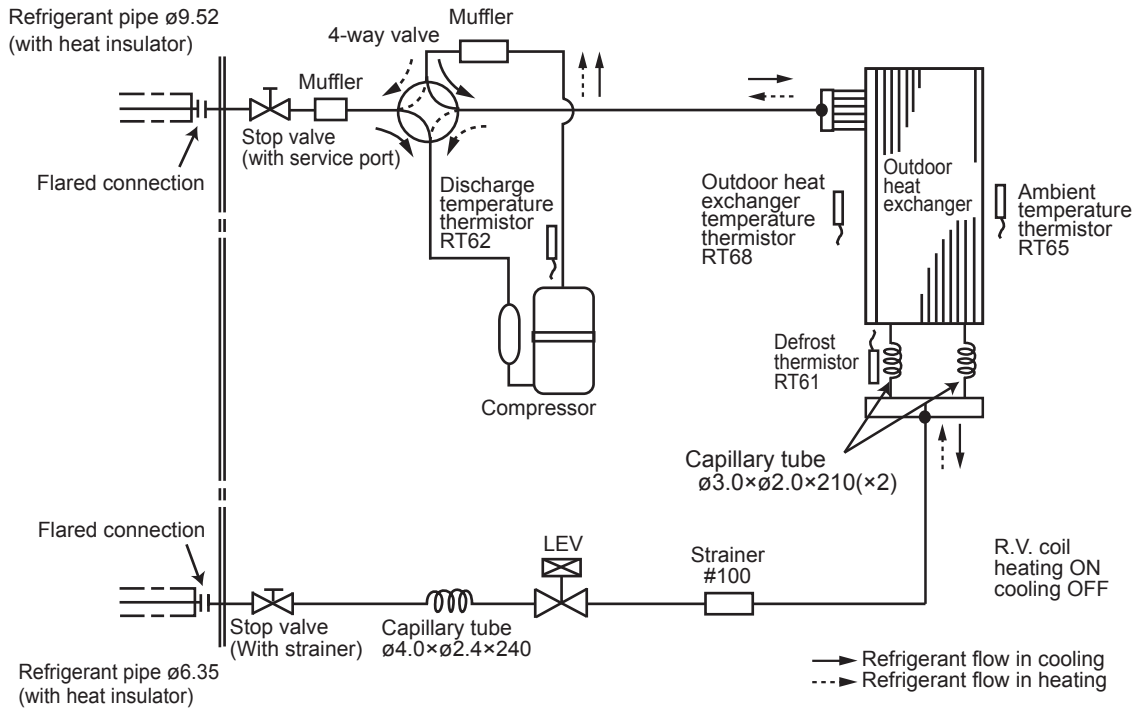 Refrigerant pipe ø9.52
(with heat insulator)
Muffler
4-way valve
Muffler
Stop valve
(with service port)
Flared connection
Discharge
temperature
thermistor
RT62
Compressor
Outdoor heat
exchanger
temperature
thermistor
RT68
Outdoor
heat
exchanger
Ambient
temperature
thermistor
RT65
Defrost
thermistor
RT61
Capillary tube
ø3.0×ø2.0×210(×2)
Flared connection
LEV
Strainer
#100
R.V. coil
heating ON
cooling OFF
Stop valve
(With strainer)
Capillary tube
ø4.0×ø2.4×240
Refrigerant pipe ø6.35
(with heat insulator)
Refrigerant flow in cooling
Refrigerant flow in heating